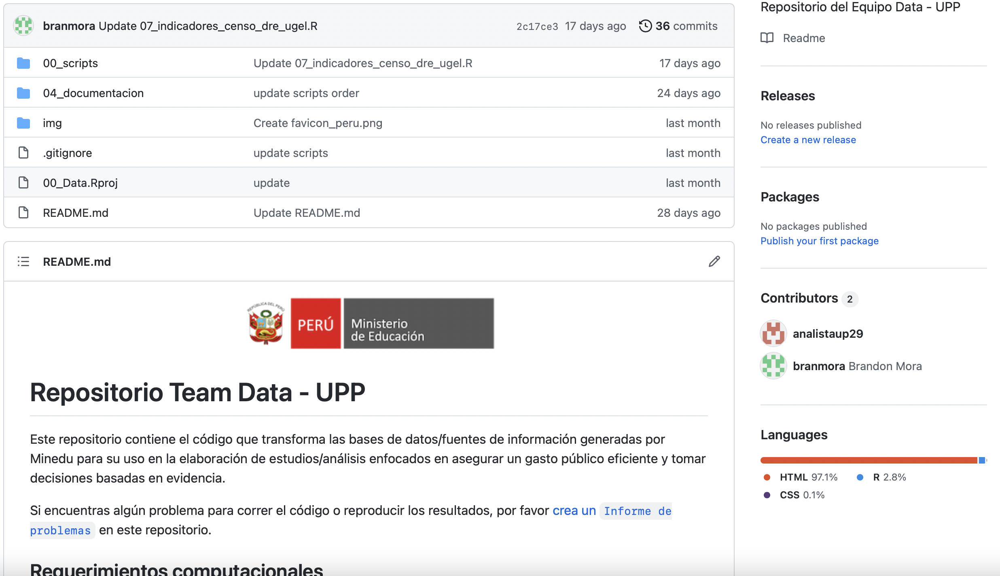 branmora Update 07_indicadores_censo_dre_ugel.R 2c17ce3 17 days ago 36 commits
00_scripts Update 07_indicadores_censo_dre_ugel.R 17 days ago
04_documentacion update scripts order 24 days ago
img Create favicon_peru.png last month
.gitignore update scripts last month
00_Data.Rproj update last month
README.md Update README.md 28 days ago
README.md
REPÚBLICA DEL PERÚ
PERÚ
Ministerio
de Educación
Repositorio Team Data - UPP
Este repositorio contiene el código que transforma las bases de datos/fuentes de información generadas por
Minedu para su uso en la elaboración de estudios/análisis enfocados en asegurar un gasto público eficiente y tomar
decisiones basadas en evidencia.
Si encuentras algún problema para correr el código o reproducir los resultados, por favor crea un Informe de
problemas en este repositorio.
Requerimientos computacionales
Repositorio del Equipo Data - UPP
Readme
Releases
No releases published
Create a new release
Packages
No packages published
Publish your first package
Contributors 2
analistaup29
branmora Brandon Mora
Languages
HTML 97.1% R 2.8%
CSS 0.1%